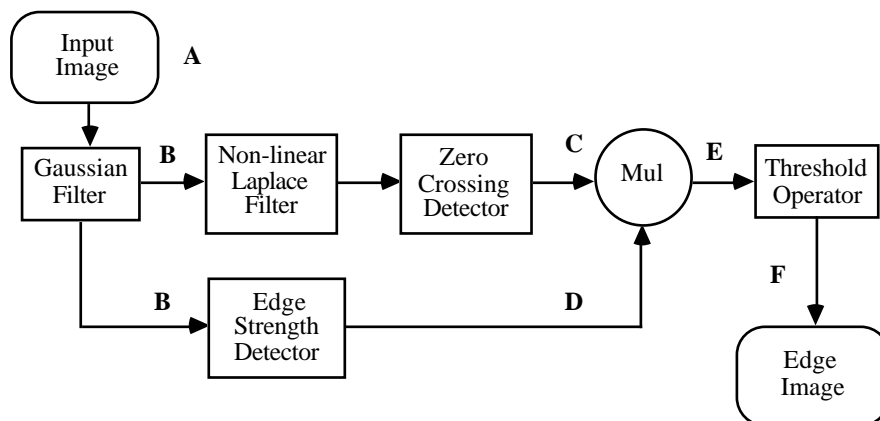 Input
Image
A
Gaussian
Filter
B
Non-linear
Laplace
Filter
Zero
Crossing
Detector
C
Mul
E
Threshold
Operator
B
Edge
Strength
Detector
D
F
Edge
Image